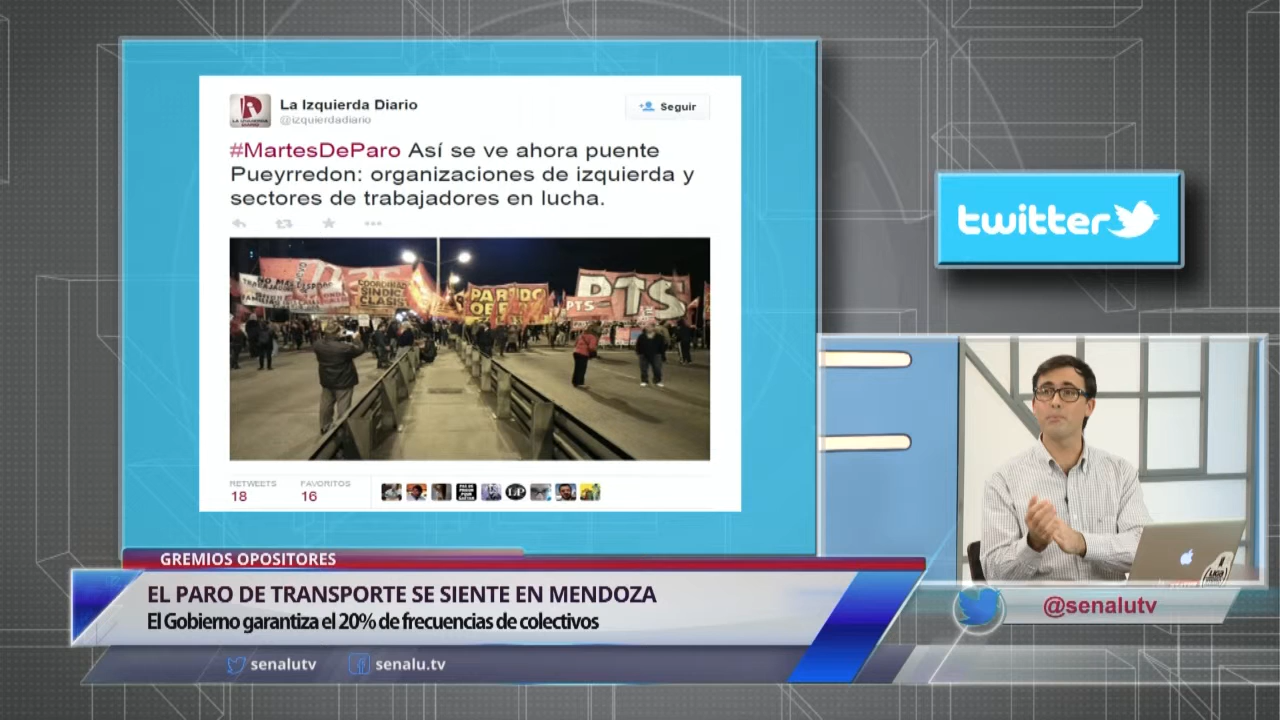 La Izquierda Diario
@izquierdadiario
Seguir
#MartesDeParo Así se ve ahora puente
Pueyrredon: organizaciones de izquierda y
sectores de trabajadores en lucha.
PARTIDO
PTS
PTS
RETWEETS
18
FAVORITOS
16
twitter
GREMIOS OPOSITORES
EL PARO DE TRANSPORTE SE SIENTE EN MENDOZA
El Gobierno garantiza el 20% de frecuencias de colectivos
senalutv
senalu.tv
@senalutv